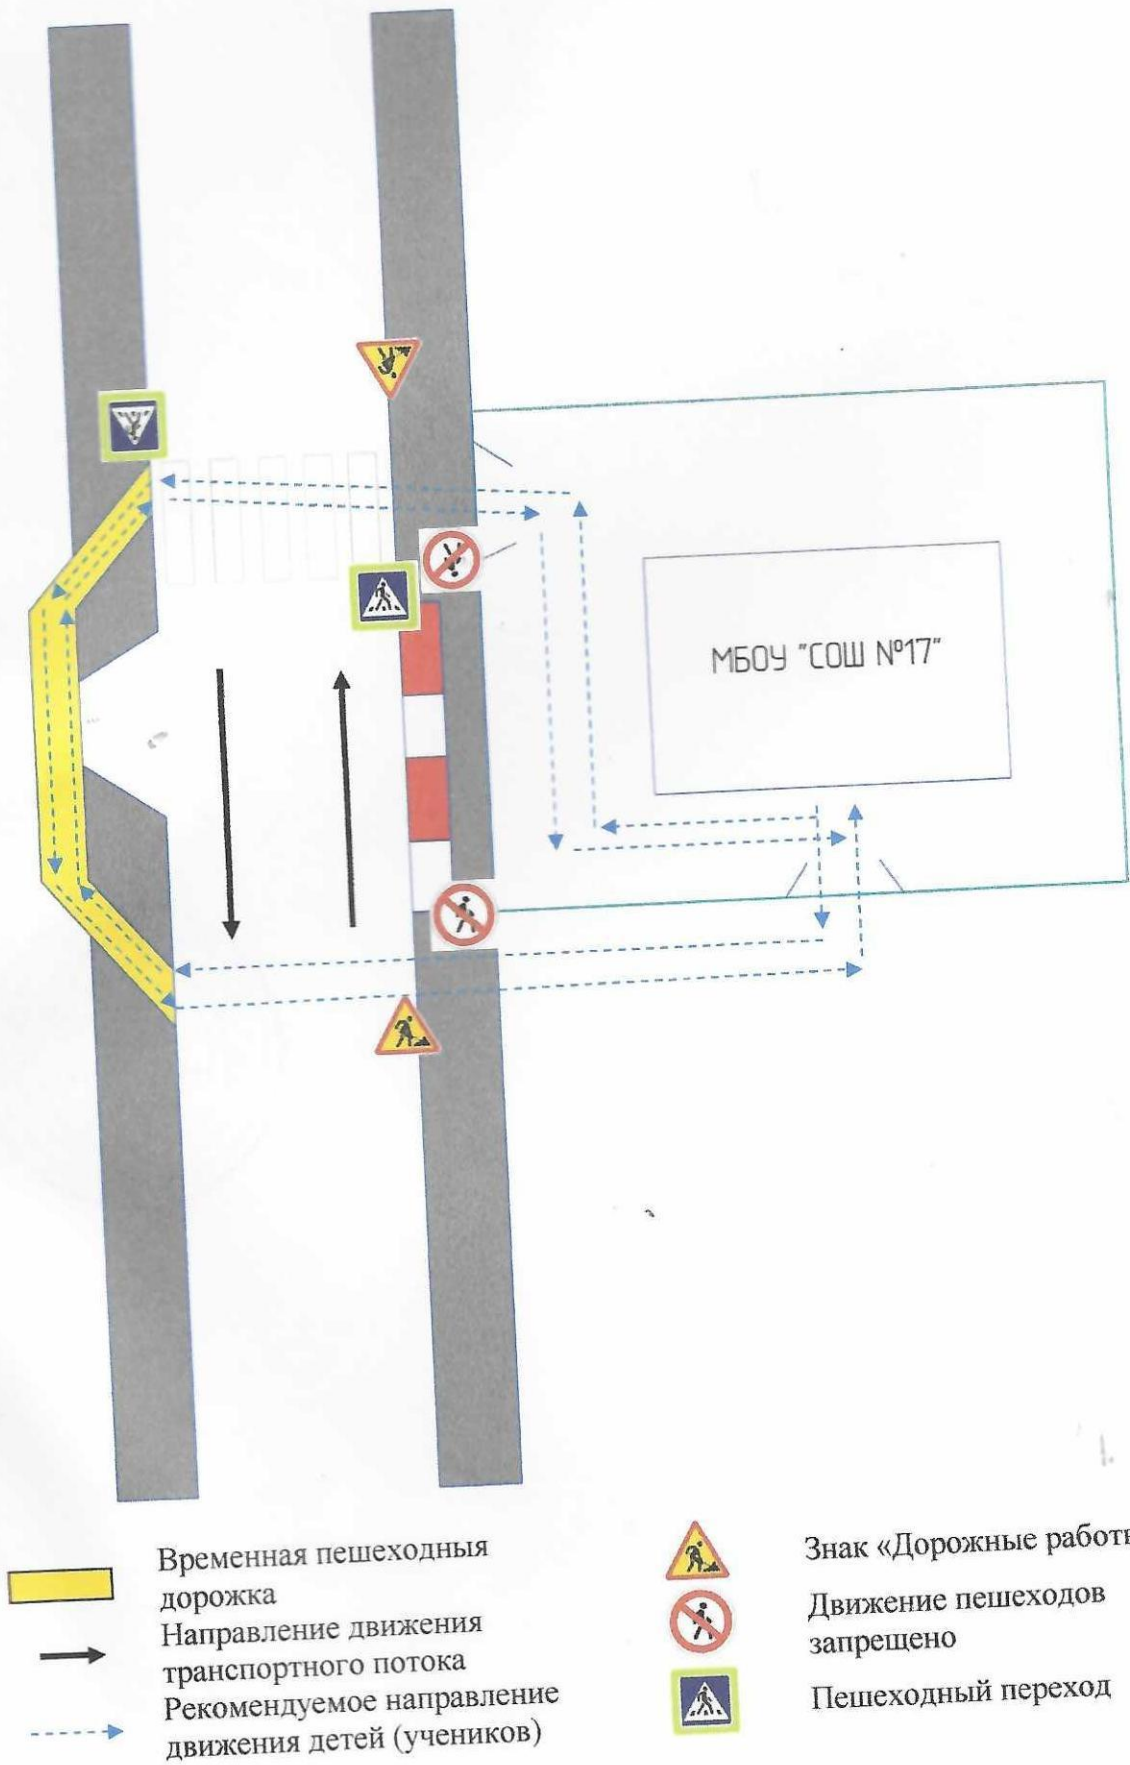 МБОУ "СОШ №17"
Временная пешеходныя
дорожка
Направление движения
транспортного потока
Рекомендуемое направление
движения детей (учеников)
Знак «Дорожные работы
Движение пешеходов
запрещено
Пешеходный переход